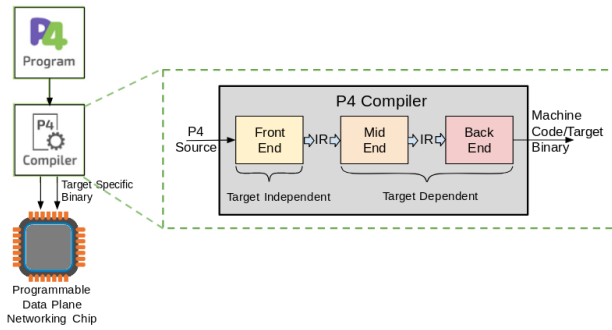 P4
Program
P4
Compiler
Target Specific
Binary
Programmable
Data Plane
Networking Chip
P4 Compiler
P4
Source
Front
End
IR
Mid
End
IR
Back
End
Machine
Code/Target
Binary
Target Independent
Target Dependent